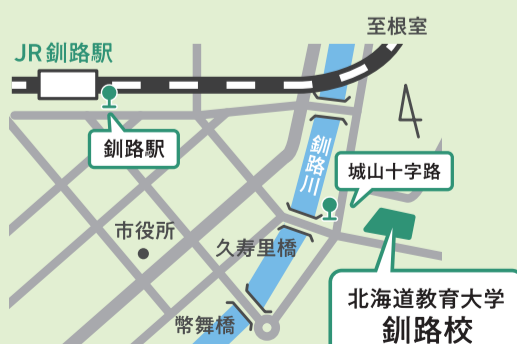 至根室
JR釧路駅
釧路駅
釧路川
城山十字路
市役所
久寿里橋
北海道教育大学
釧路校
幣舞橋